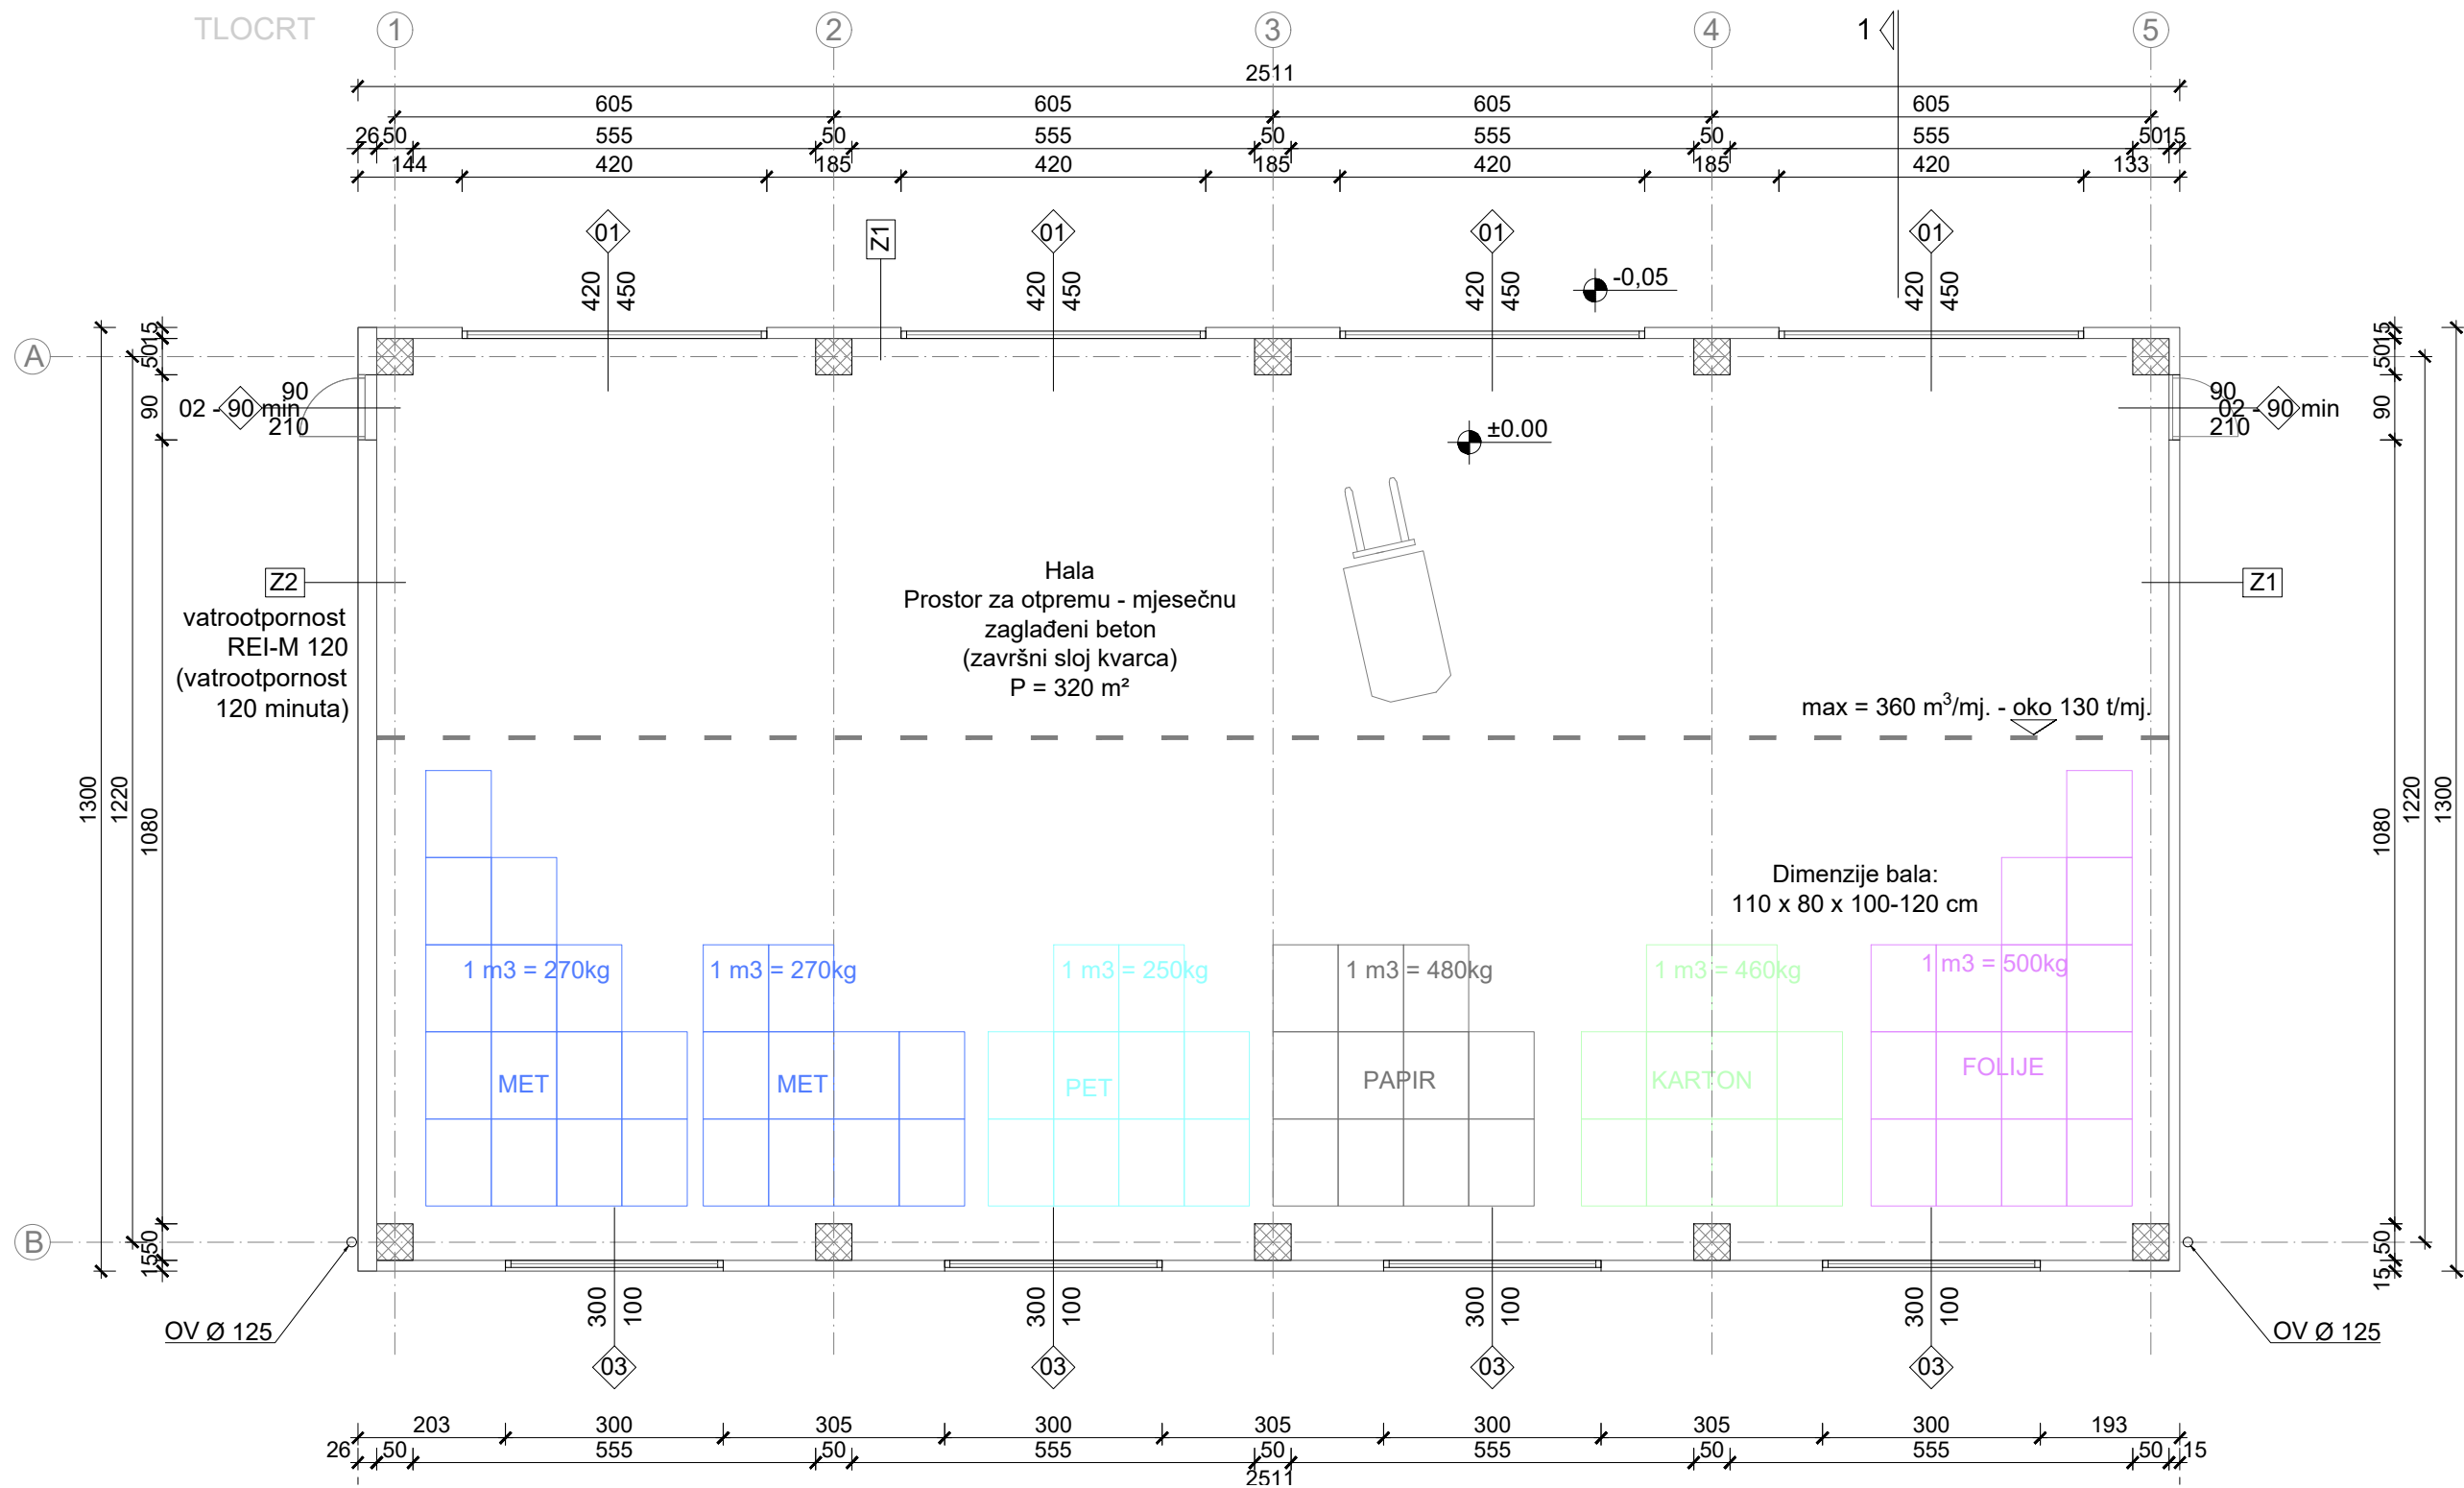 TLOCRT
1 2 3 4 1 5
2511
605 605 605 605
26 50 555 50 555 50 555 50 555 50 15
144 420 185 420 185 420 185 420 133
01 Z1 01 01 01
420 450 420 450 420 450 420 450
-0,05
A
15 50 90
15 50 90
90
02 - 90 min
210
90
02 - 90 min
210
±0.00
Z2
Z1
vatrootpornost
REI-M 120
(vatrootpornost
120 minuta)
Hala
Prostor za otpremu - mjesečnu
zaglađeni beton
(završni sloj kvarca)
P = 320 m²
max = 360 m³/mj. - oko 130 t/mj.
1300 1220 1080
1080 1220 1300
Dimenzije bala:
110 x 80 x 100-120 cm
1 m3 = 270kg
MET
1 m3 = 270kg
MET
1 m3 = 250kg
PET
1 m3 = 480kg
PAPIR
1 m3 = 460kg
KARTON
1 m3 = 500kg
FOLIJE
B
15 50
15 50
OV Ø 125
OV Ø 125
300 100 300 100 300 100 300 100
03 03 03 03
203 300 305 300 305 300 305 300 193
26 50 555 50 555 50 555 50 555 50 15
2511